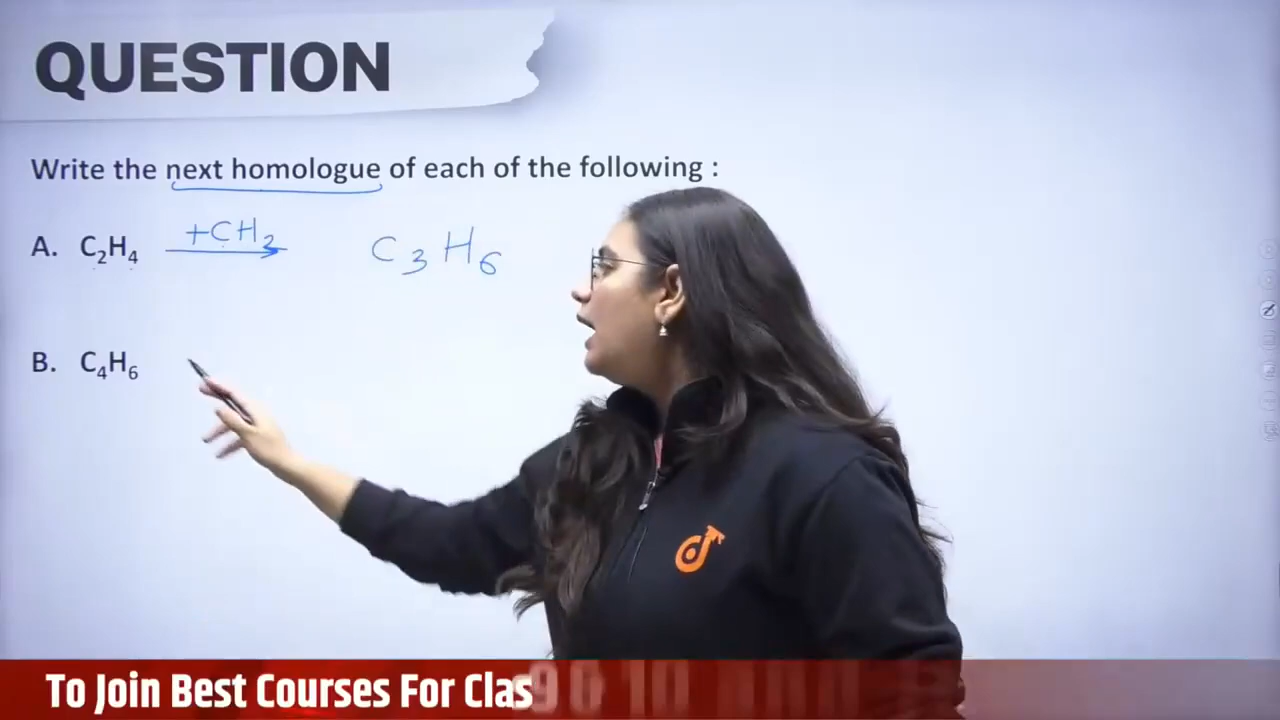 QUESTION
Write the next homologue of each of the following :
A. C₂H₄ +CH₂ C₃H₆
B. C₄H₆
To Join Best Courses For Clas